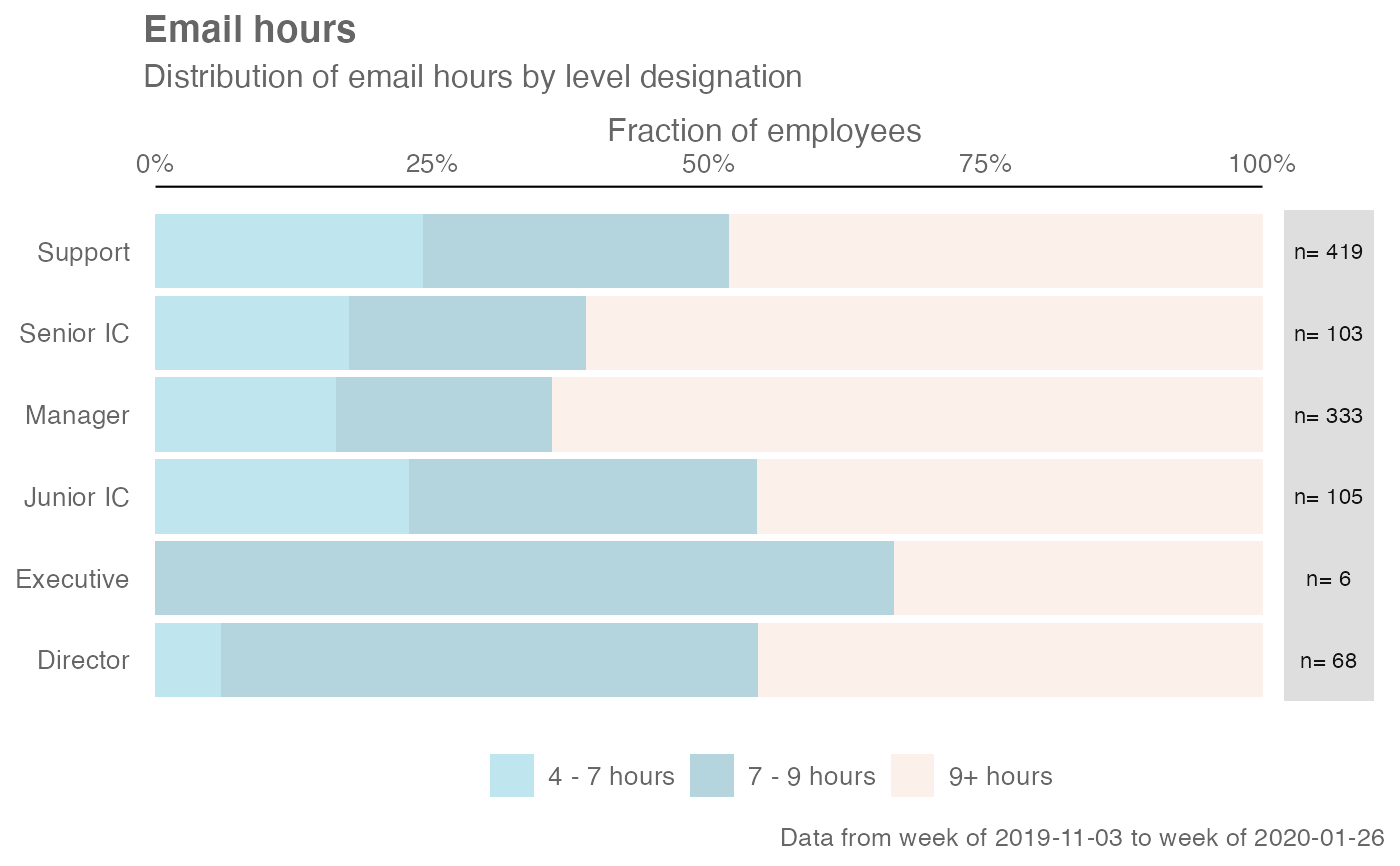 Email hours
Distribution of email hours by level designation
Fraction of employees
0% 25% 50% 75% 100%
Support n= 419
Senior IC n= 103
Manager n= 333
Junior IC n= 105
Executive n= 6
Director n= 68
4 - 7 hours 7 - 9 hours 9+ hours
Data from week of 2019-11-03 to week of 2020-01-26